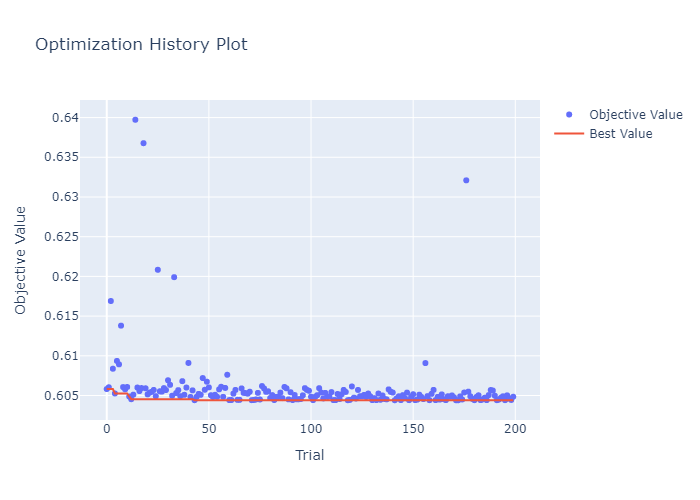 Optimization History Plot
Objective Value
Best Value
0.64
0.635
0.63
0.625
0.62
0.615
0.61
0.605
Objective Value
0
50
100
150
200
Trial